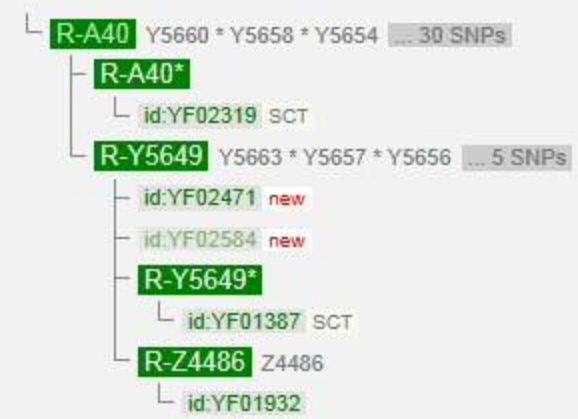 R-A40 Y5660 * Y5658 * Y5654 ... 30 SNPs
R-A40*
id:YF02319 SCT
R-Y5649 Y5663 * Y5657 * Y5656 ... 5 SNPs
id:YF02471 new
id:YF02584 new
R-Y5649*
id:YF01387 SCT
R-Z4486 Z4486
id:YF01932